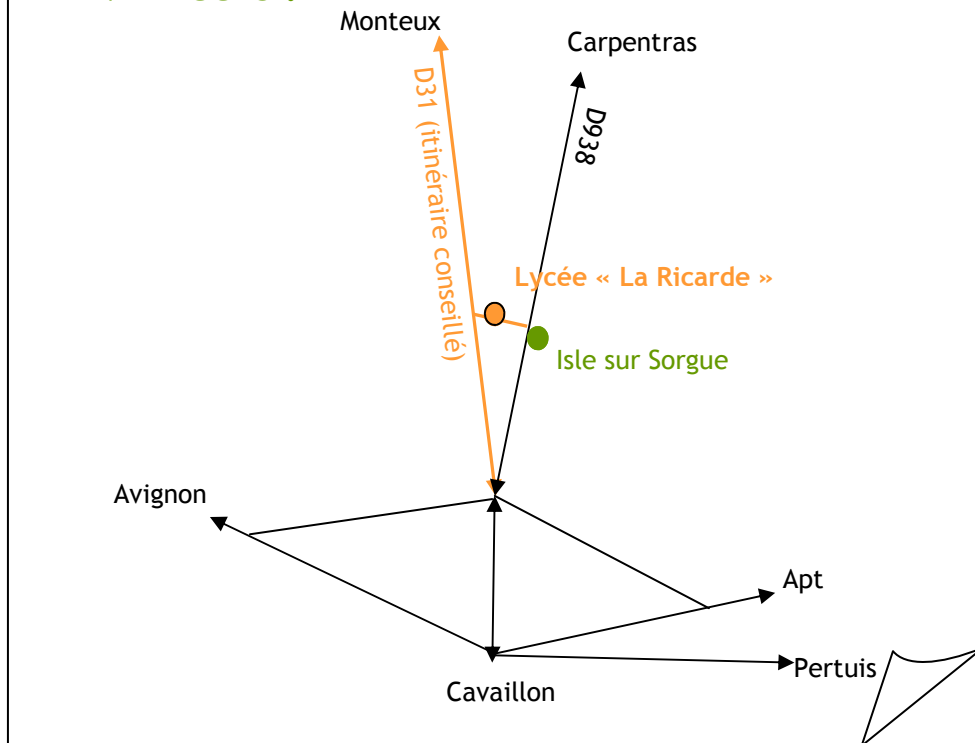 Monteux
Carpentras
D31 (itinéraire conseillé)
D938
Lycée « La Ricarde »
Isle sur Sorgue
Avignon
Apt
Pertuis
Cavaillon